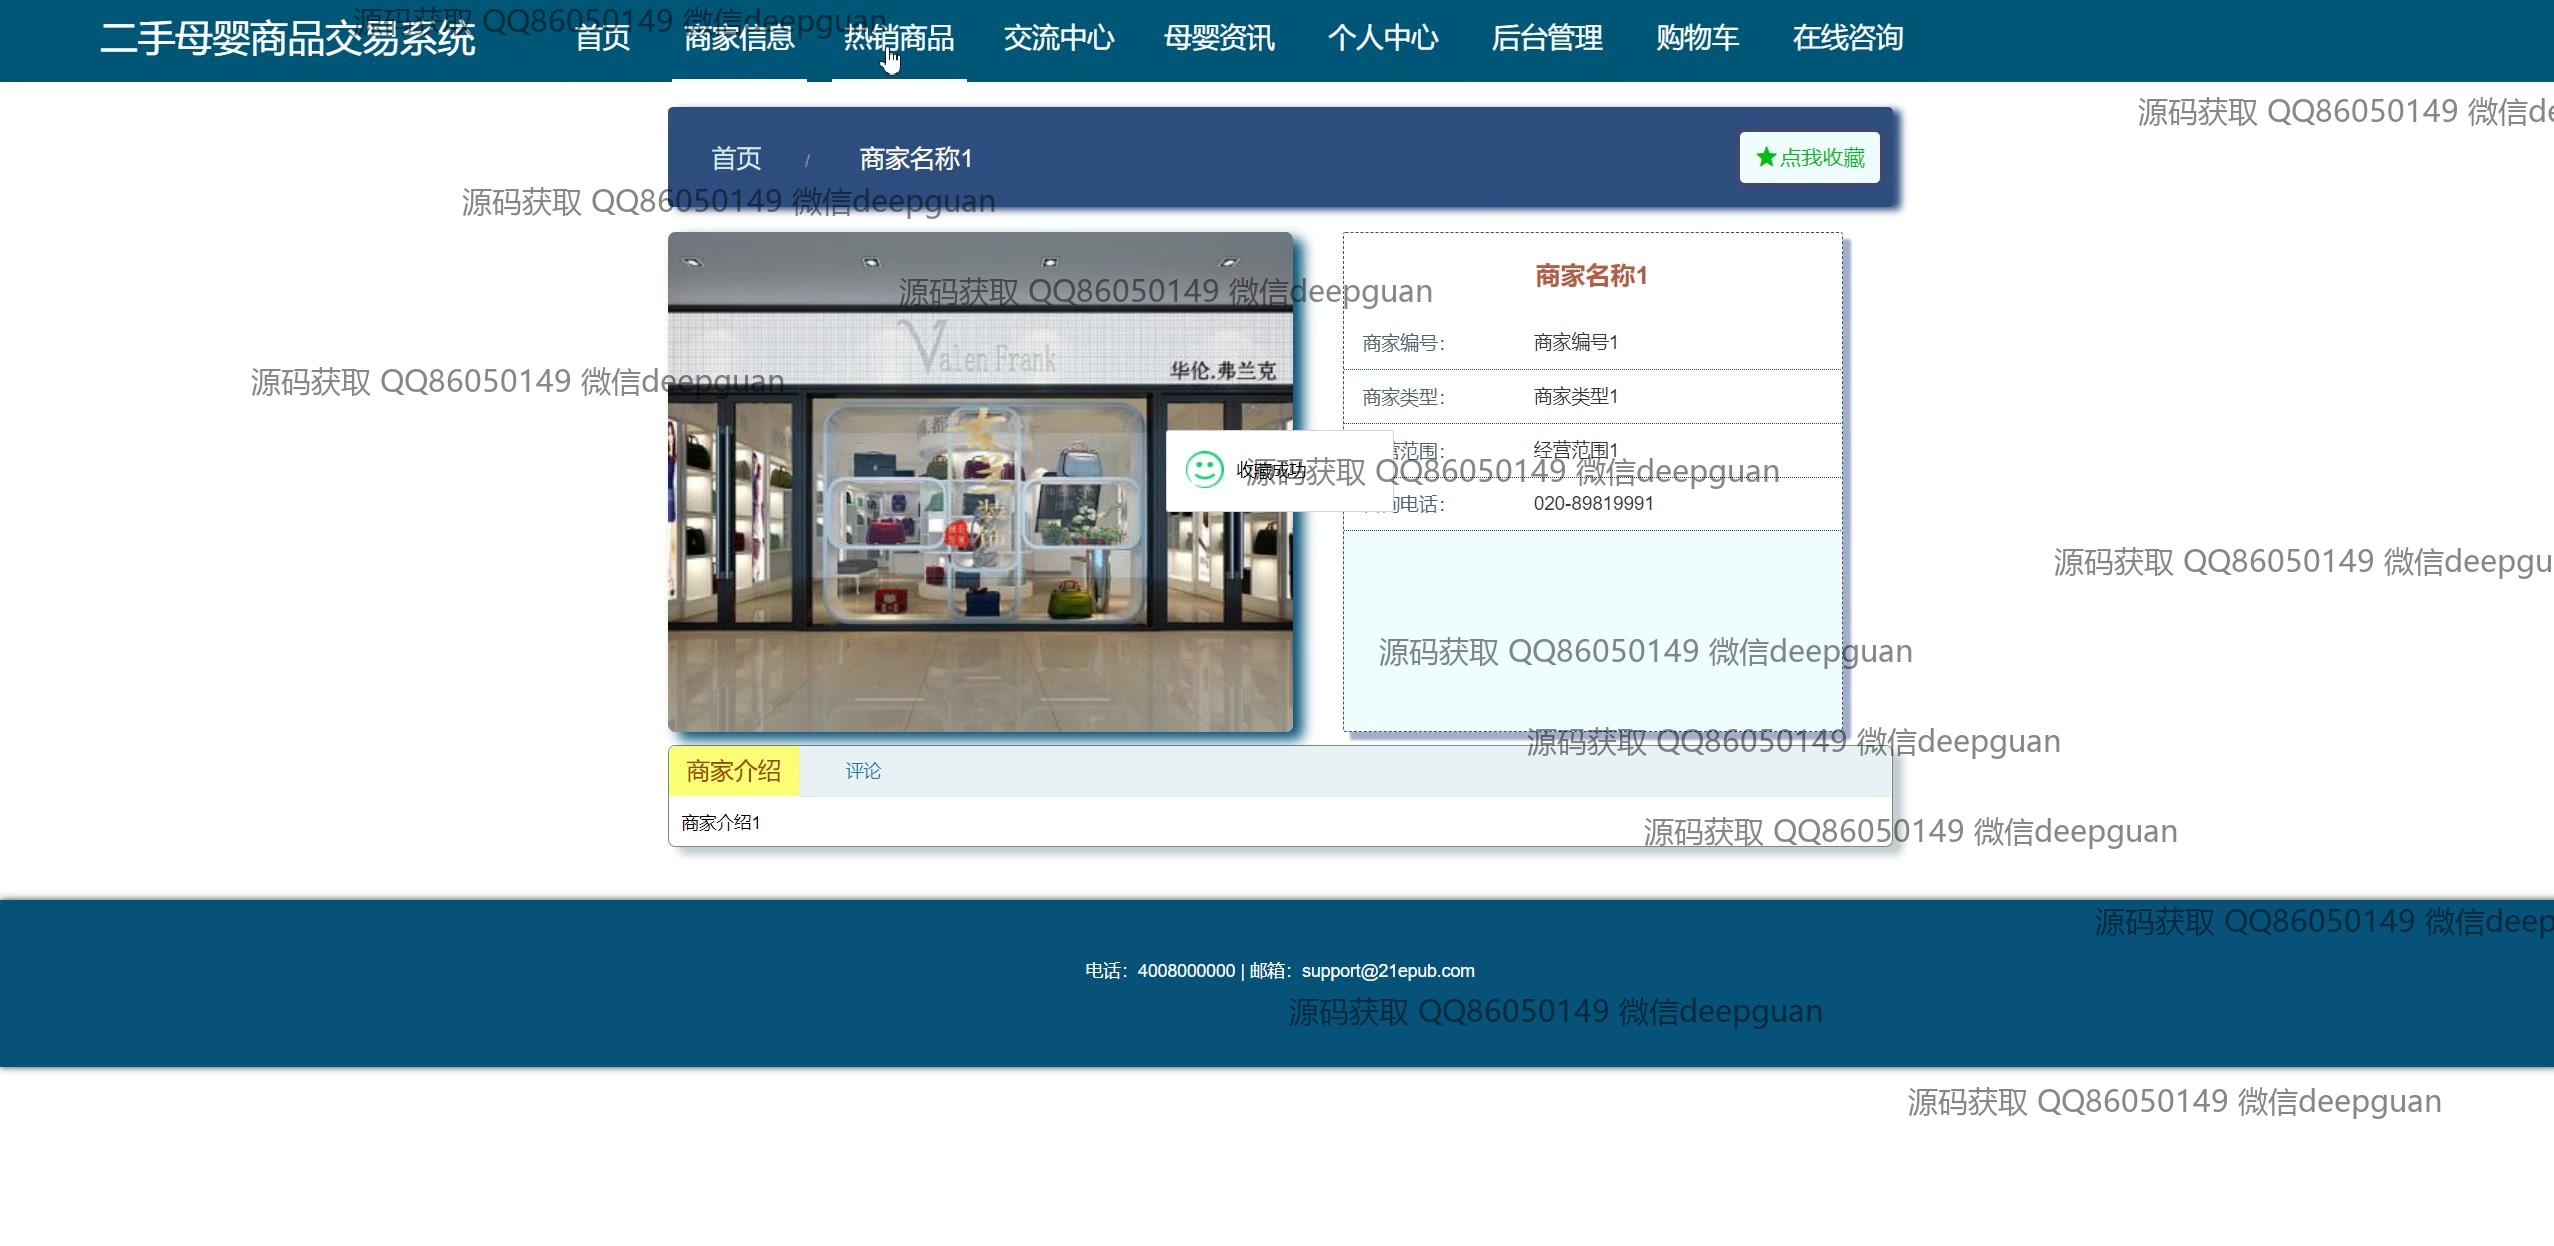 二手母婴商品交易系统 首页 商家信息 热销商品 交流中心 母婴资讯 个人中心 后台管理 购物车 在线咨询
源码获取 QQ86050149 微信deepguan
源码获取 QQ86050149 微信de
首页 / 商家名称1 ★点我收藏
源码获取 QQ86050149 微信deepguan
商家名称1
源码获取 QQ86050149 微信deepguan
商家编号： 商家编号1
Valen Frank
华伦.弗兰克
源码获取 QQ86050149 微信deepguan
商家类型： 商家类型1
营范围： 经营范围1
收藏成功
源码获取 QQ86050149 微信deepguan
电话： 020-89819991
源码获取 QQ86050149 微信deepgu
源码获取 QQ86050149 微信deepguan
源码获取 QQ86050149 微信deepguan
商家介绍 评论
商家介绍1
源码获取 QQ86050149 微信deepguan
源码获取 QQ86050149 微信deep
电话：4008000000 | 邮箱：support@21epub.com
源码获取 QQ86050149 微信deepguan
源码获取 QQ86050149 微信deepguan